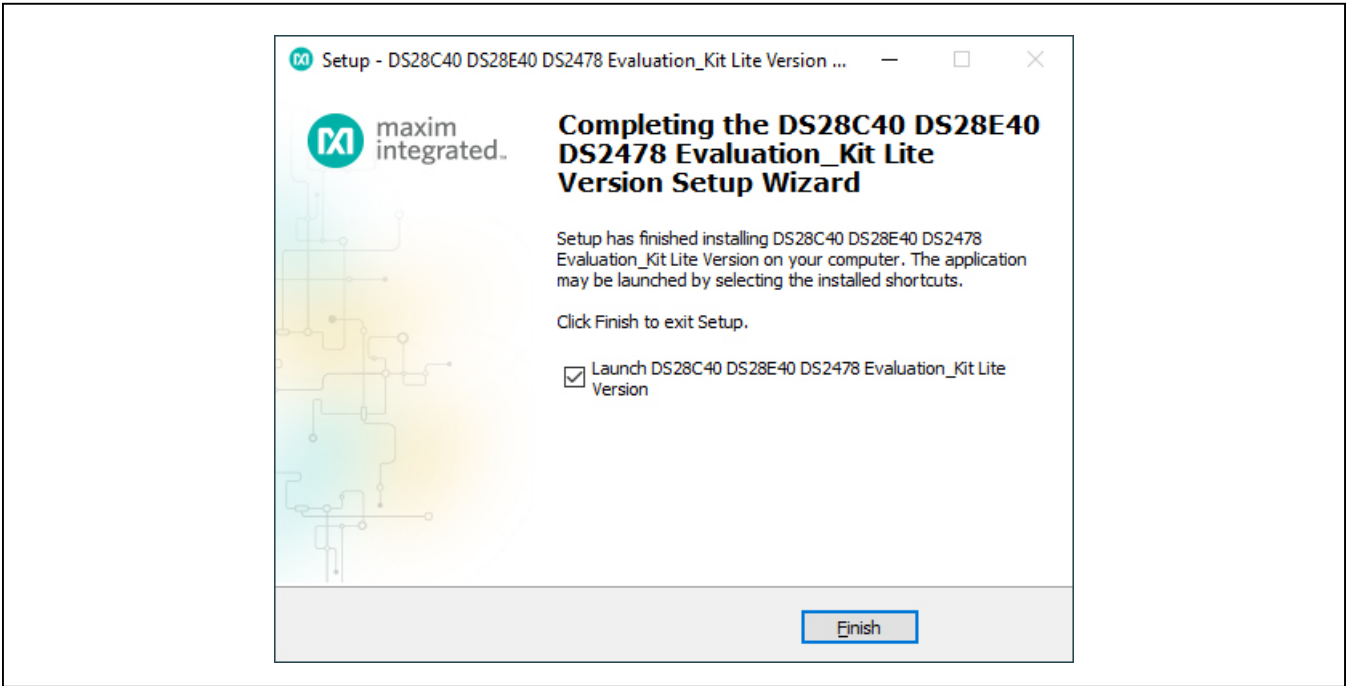 Setup - DS28C40 DS28E40 DS2478 Evaluation_Kit Lite Version ...
maxim
integrated™
Completing the DS28C40 DS28E40
DS2478 Evaluation_Kit Lite
Version Setup Wizard
Setup has finished installing DS28C40 DS28E40 DS2478
Evaluation_Kit Lite Version on your computer. The application
may be launched by selecting the installed shortcuts.
Click Finish to exit Setup.
Launch DS28C40 DS28E40 DS2478 Evaluation_Kit Lite
Version
Finish